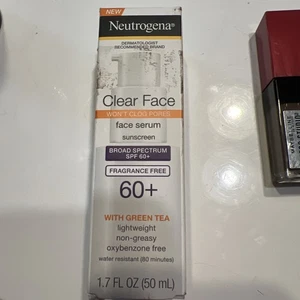 NEW
Neutrogena®
DERMATOLOGIST
RECOMMENDED BRAND
Clear Face
WON'T CLOG PORES
face serum
sunscreen
BROAD SPECTRUM
SPF 60+
FRAGRANCE FREE
60+
WITH GREEN TEA
lightweight
non-greasy
oxybenzone free
water resistant (80 minutes)
1.7 FL OZ (50 mL)